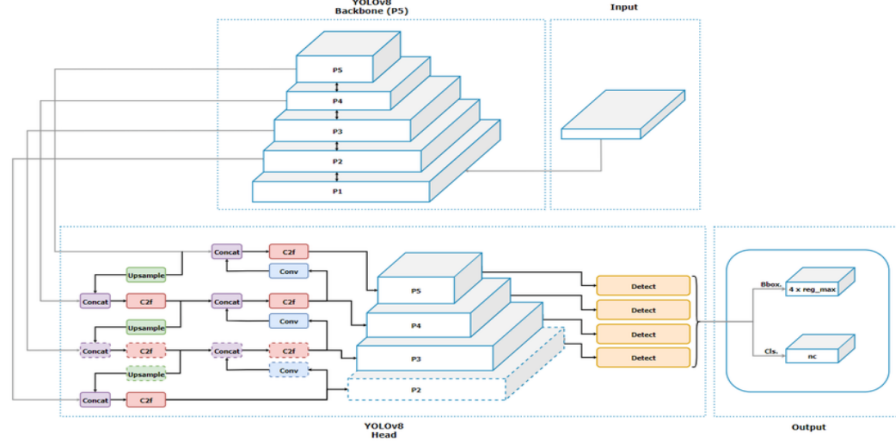 YOLOv8
Backbone (P5)
Input
P5
P4
P3
P2
P1
Concat
C2f
Upsample
Conv
P5
Detect
Bbox.
4 x reg_max
Concat
C2f
Concat
C2f
Detect
Upsample
Conv
P4
Detect
Concat
C2f
Concat
C2f
P3
Detect
Cls.
nc
Upsample
Conv
P2
Concat
C2f
YOLOv8
Head
Output